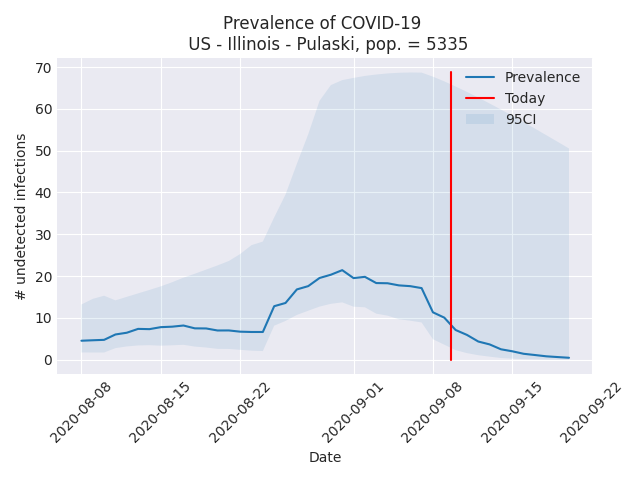 Prevalence of COVID-19
US - Illinois - Pulaski, pop. = 5335
# undetected infections
70
60
50
40
30
20
10
0
Prevalence
Today
95CI
2020-08-08
2020-08-15
2020-08-22
2020-09-01
2020-09-08
2020-09-15
2020-09-22
Date